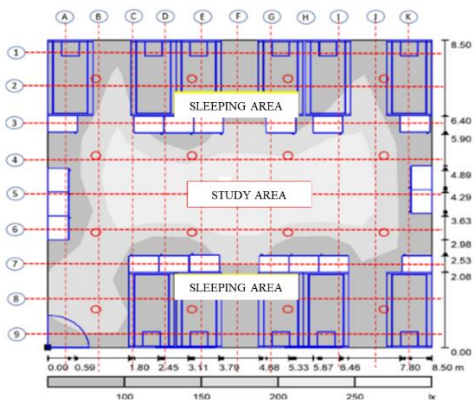 A B C D E F G H I J K
1 8.50
2
SLEEPING AREA
3 6.40
5.90
4
4.89
5 STUDY AREA 4.29
3.63
6
2.98
7 2.53
2.08
SLEEPING AREA
8
9
0.00
0.00 0.59 1.80 2.45 3.11 3.79 4.68 5.33 5.87 6.46 7.80 8.50 m
100 150 200 250 lx